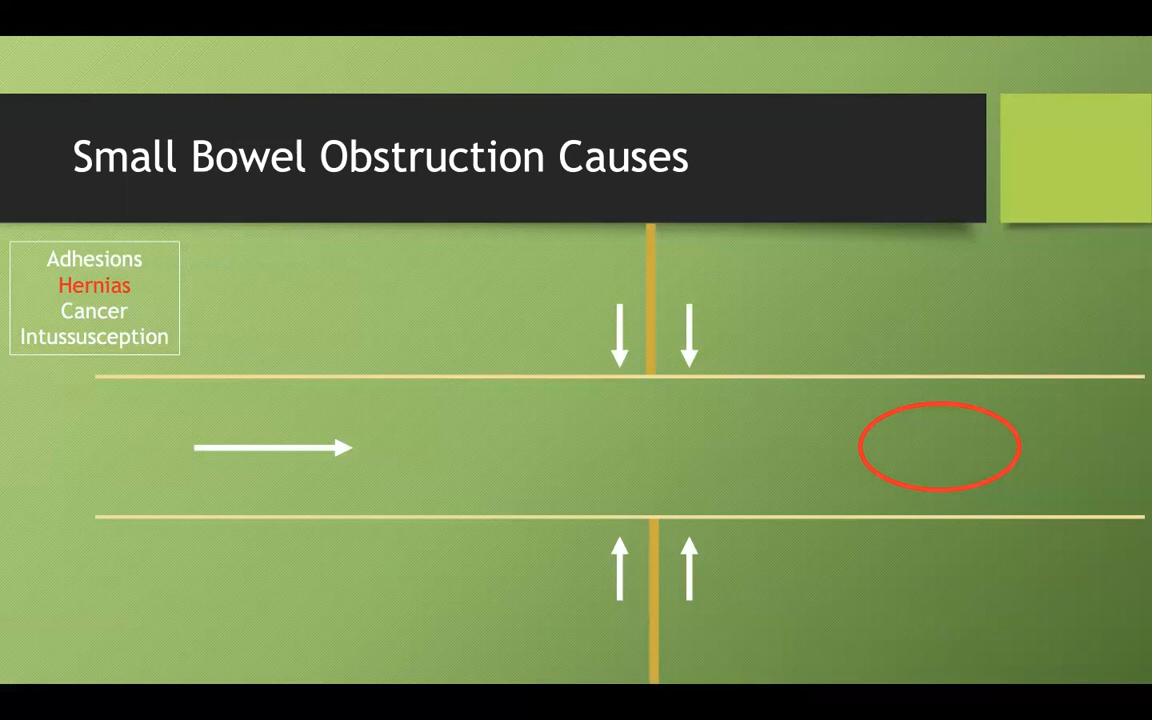 Small Bowel Obstruction Causes
Adhesions
Hernias
Cancer
Intussusception